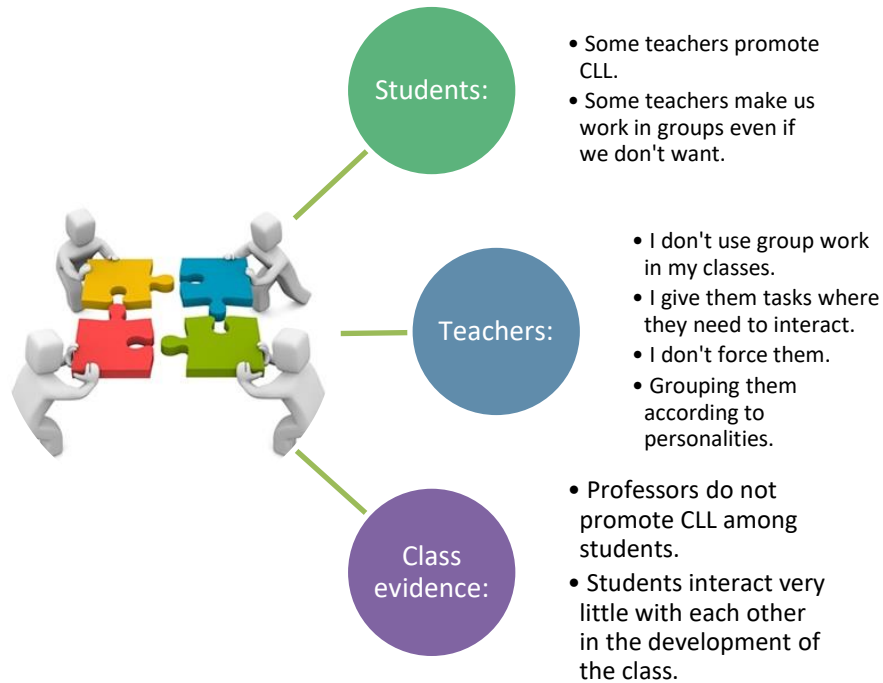 Students:
• Some teachers promote
CLL.
• Some teachers make us
work in groups even if
we don't want.
Teachers:
• I don't use group work
in my classes.
• I give them tasks where
they need to interact.
• I don't force them.
• Grouping them
according to
personalities.
Class
evidence:
• Professors do not
promote CLL among
students.
• Students interact very
little with each other
in the development of
the class.